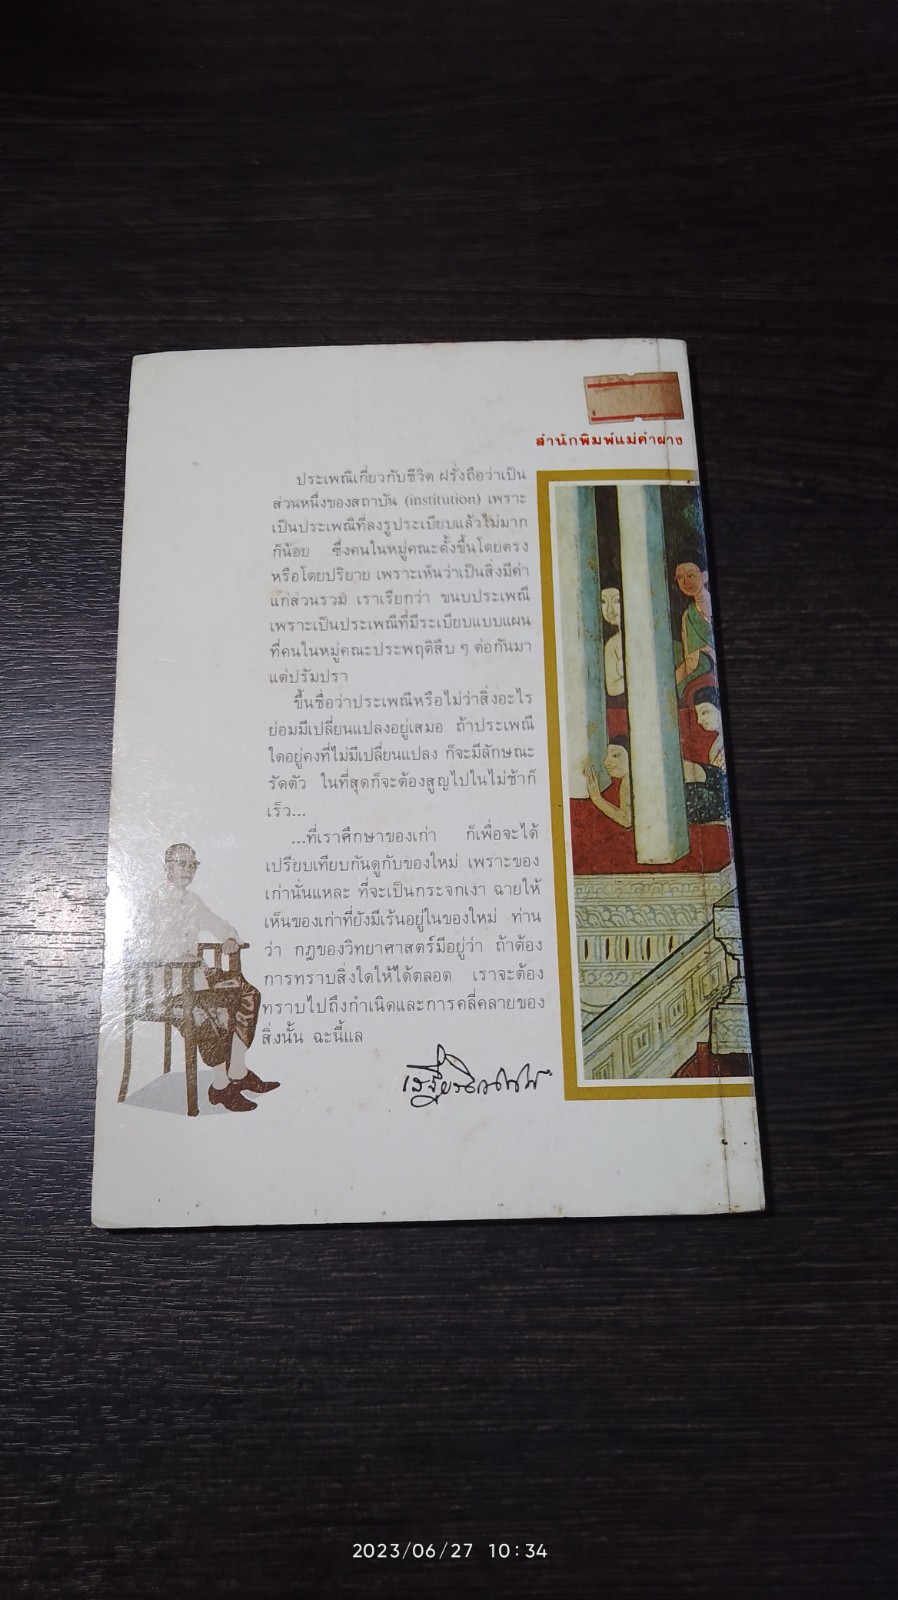 สำนักพิมพ์แม่คำผาง
ประเพณีเกี่ยวกับชีวิต ฝรั่งถือว่าเป็น
ส่วนหนึ่งของสถาบัน (institution) เพราะ
เป็นประเพณีที่ลงรูประเบียบแล้วไม่มาก
ก็น้อย ซึ่งคนในหมู่คณะตั้งขึ้นโดยตรง
หรือโดยปริยาย เพราะเห็นว่าเป็นสิ่งมีค่า
แก่ส่วนรวม เราเรียกว่า ขนบประเพณี
เพราะเป็นประเพณีที่มีระเบียบแบบแผน
ที่คนในหมู่คณะประพฤติสืบ ๆ ต่อกันมา
แต่ปรัมปรา
ขึ้นชื่อว่าประเพณีหรือไม่ว่าสิ่งอะไร
ย่อมมีเปลี่ยนแปลงอยู่เสมอ ถ้าประเพณี
ใดอยู่คงที่ไม่มีเปลี่ยนแปลง ก็จะมีลักษณะ
รัดตัว ในที่สุดก็จะต้องสูญไปในไม่ช้าก็
เร็ว...
...ที่เราศึกษาของเก่า ก็เพื่อจะได้
เปรียบเทียบกันดูกับของใหม่ เพราะของ
เก่านั่นแหละ ที่จะเป็นกระจกเงา ฉายให้
เห็นของเก่าที่ยังมีเร้นอยู่ในของใหม่ ท่าน
ว่า กฎของวิทยาศาสตร์มีอยู่ว่า ถ้าต้อง
การทราบสิ่งใดให้ได้ตลอด เราจะต้อง
ทราบไปถึงกำเนิดและการคลี่คลายของ
สิ่งนั้น ฉะนี้แล
2023/06/27 10:34